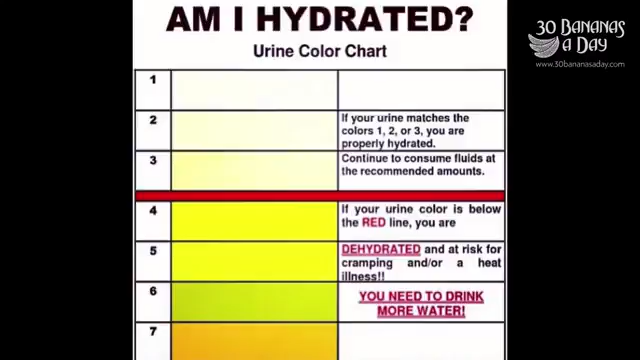 AM I HYDRATED?
Urine Color Chart
30 BANANAS
A DAY
www.30bananasaday.com
1
2
If your urine matches the
colors 1, 2, or 3, you are
properly hydrated.
3
Continue to consume fluids at
the recommended amounts.
4
If your urine color is below
the RED line, you are
5
DEHYDRATED and at risk for
cramping and/or a heat
illness!!
6
YOU NEED TO DRINK
MORE WATER!
7